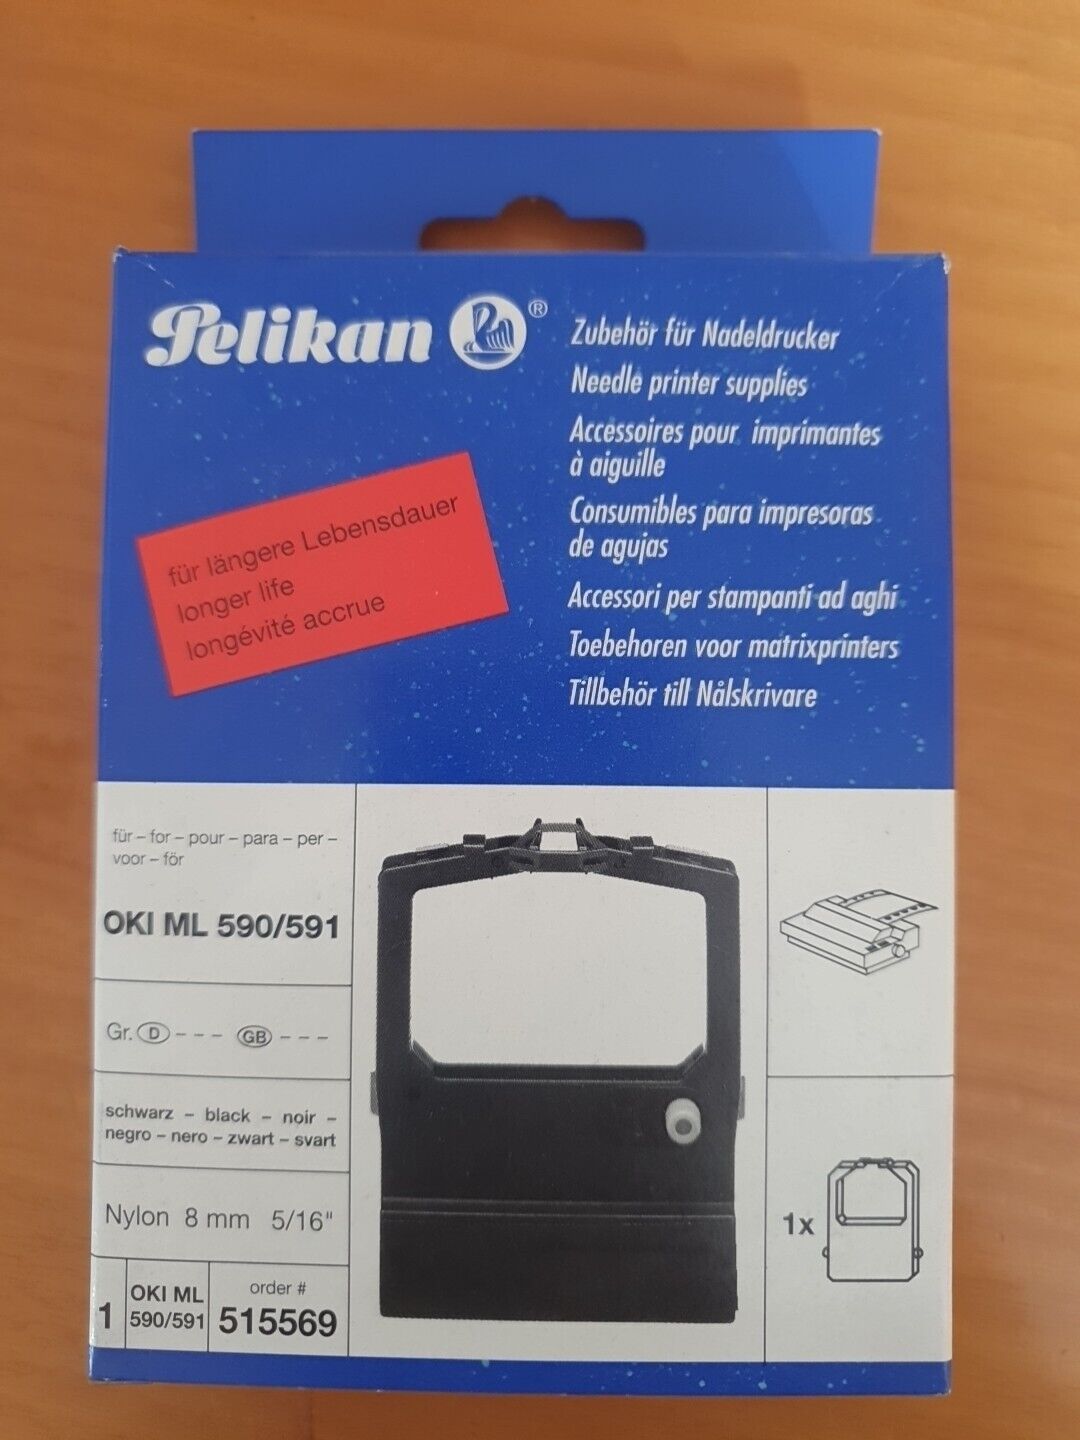 Pelikan ®
Zubehör für Nadeldrucker
Needle printer supplies
Accessoires pour imprimantes
à aiguille
Consumibles para impresoras
de agujas
Accessori per stampanti ad aghi
Toebehoren voor matrixprinters
Tillbehör till Nålskrivare
für längere Lebensdauer
longer life
longévité accrue
für – for – pour – para – per –
voor – för
OKI ML 590/591
Gr. D – – – GB – – –
schwarz – black – noir –
negro – nero – zwart – svart
Nylon 8 mm 5/16"
1
OKI ML
590/591
order #
515569
1x